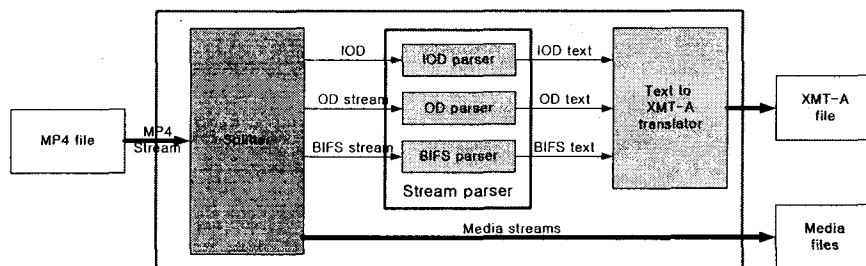 MP4 file
MP4
Stream
Splitter
IOD
OD stream
BIFS stream
IOD parser
OD parser
BIFS parser
Stream parser
IOD text
OD text
BIFS text
Text to
XMT-A
translator
XMT-A
file
Media streams
Media
files